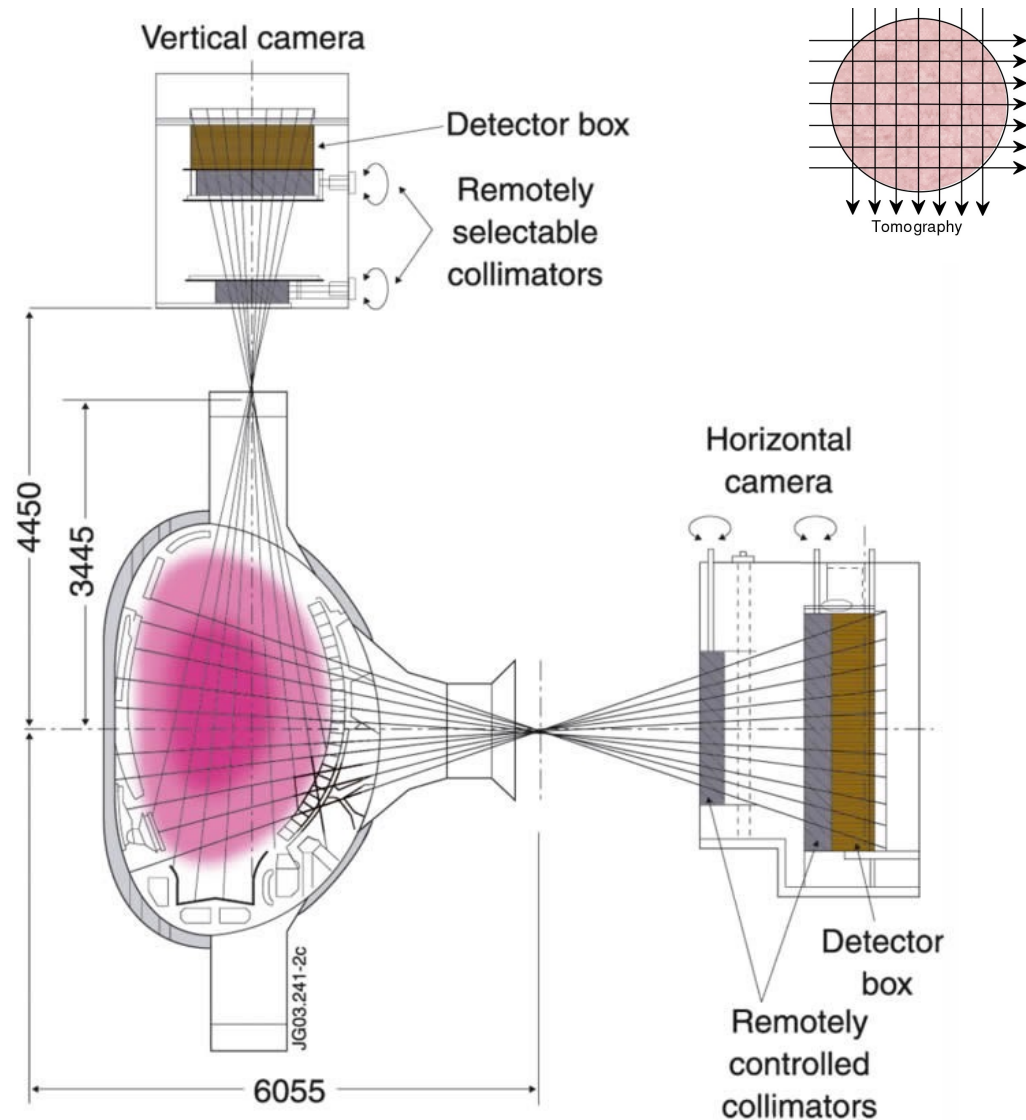 Vertical camera
Detector box
Remotely
selectable
collimators
Tomography
4450
3445
Horizontal
camera
JG03.241-2c
Detector
box
Remotely
controlled
collimators
6055